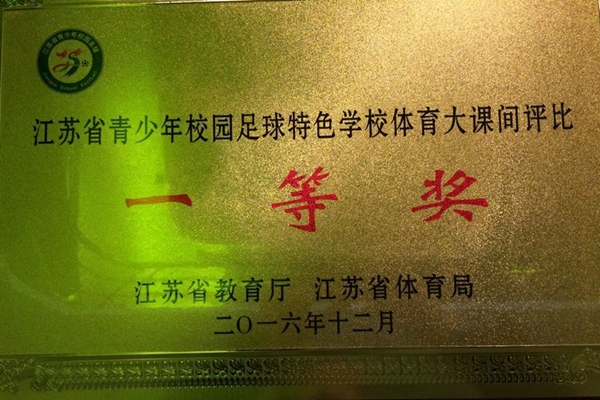 江苏省青少年校园足球特色学校体育大课间评比
一等奖
江苏省教育厅 江苏省体育局
二〇一六年十二月